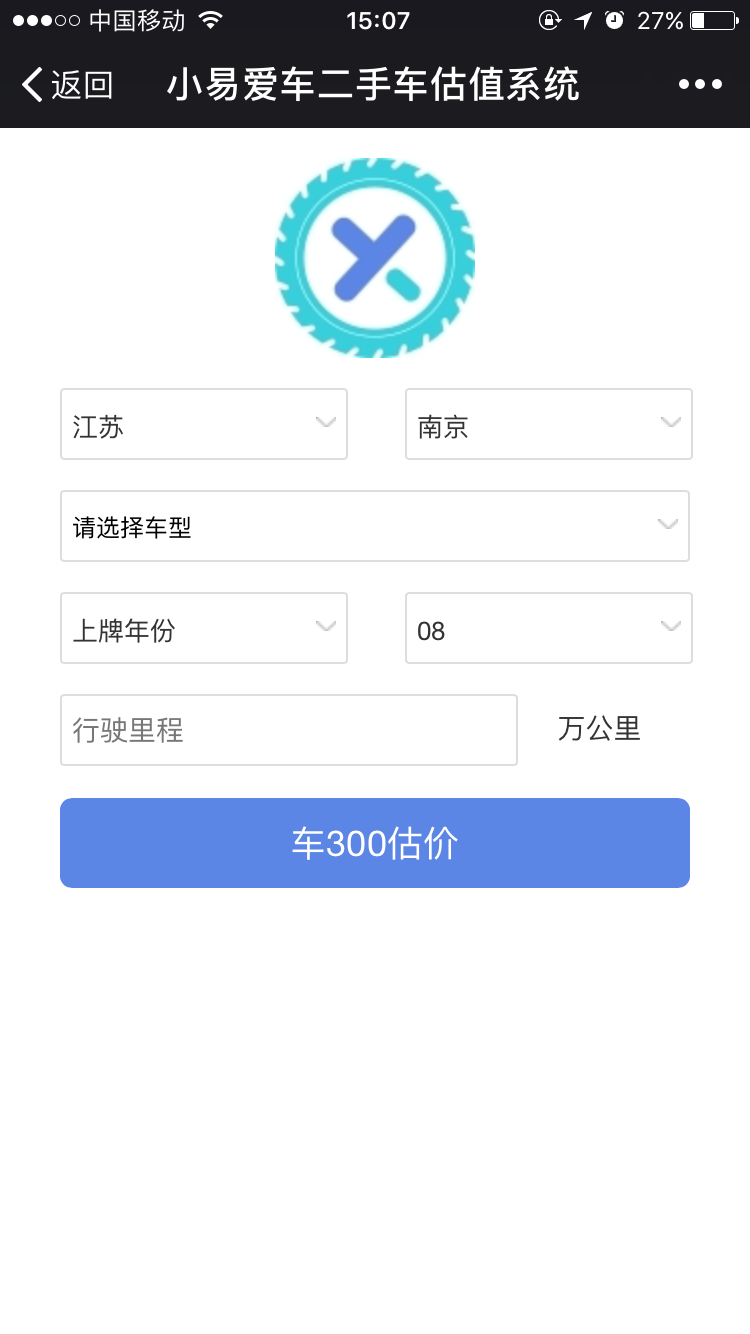 中国移动 15:07 27%
返回 小易爱车二手车估值系统
江苏 南京
请选择车型
上牌年份 08
行驶里程 万公里
车300估价